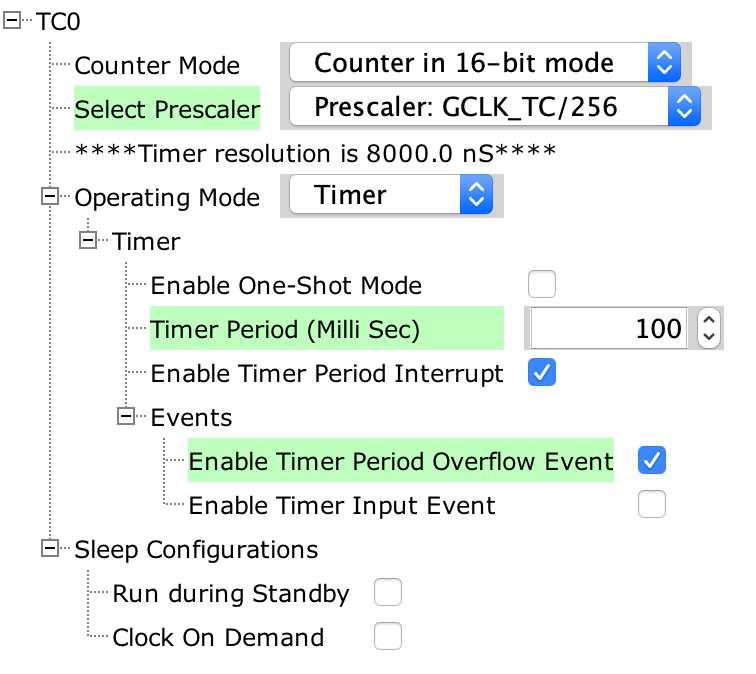 TC0
Counter Mode Counter in 16-bit mode
Select Prescaler Prescaler: GCLK_TC/256
****Timer resolution is 8000.0 nS****
Operating Mode Timer
Timer
Enable One-Shot Mode
Timer Period (Milli Sec) 100
Enable Timer Period Interrupt
Events
Enable Timer Period Overflow Event
Enable Timer Input Event
Sleep Configurations
Run during Standby
Clock On Demand